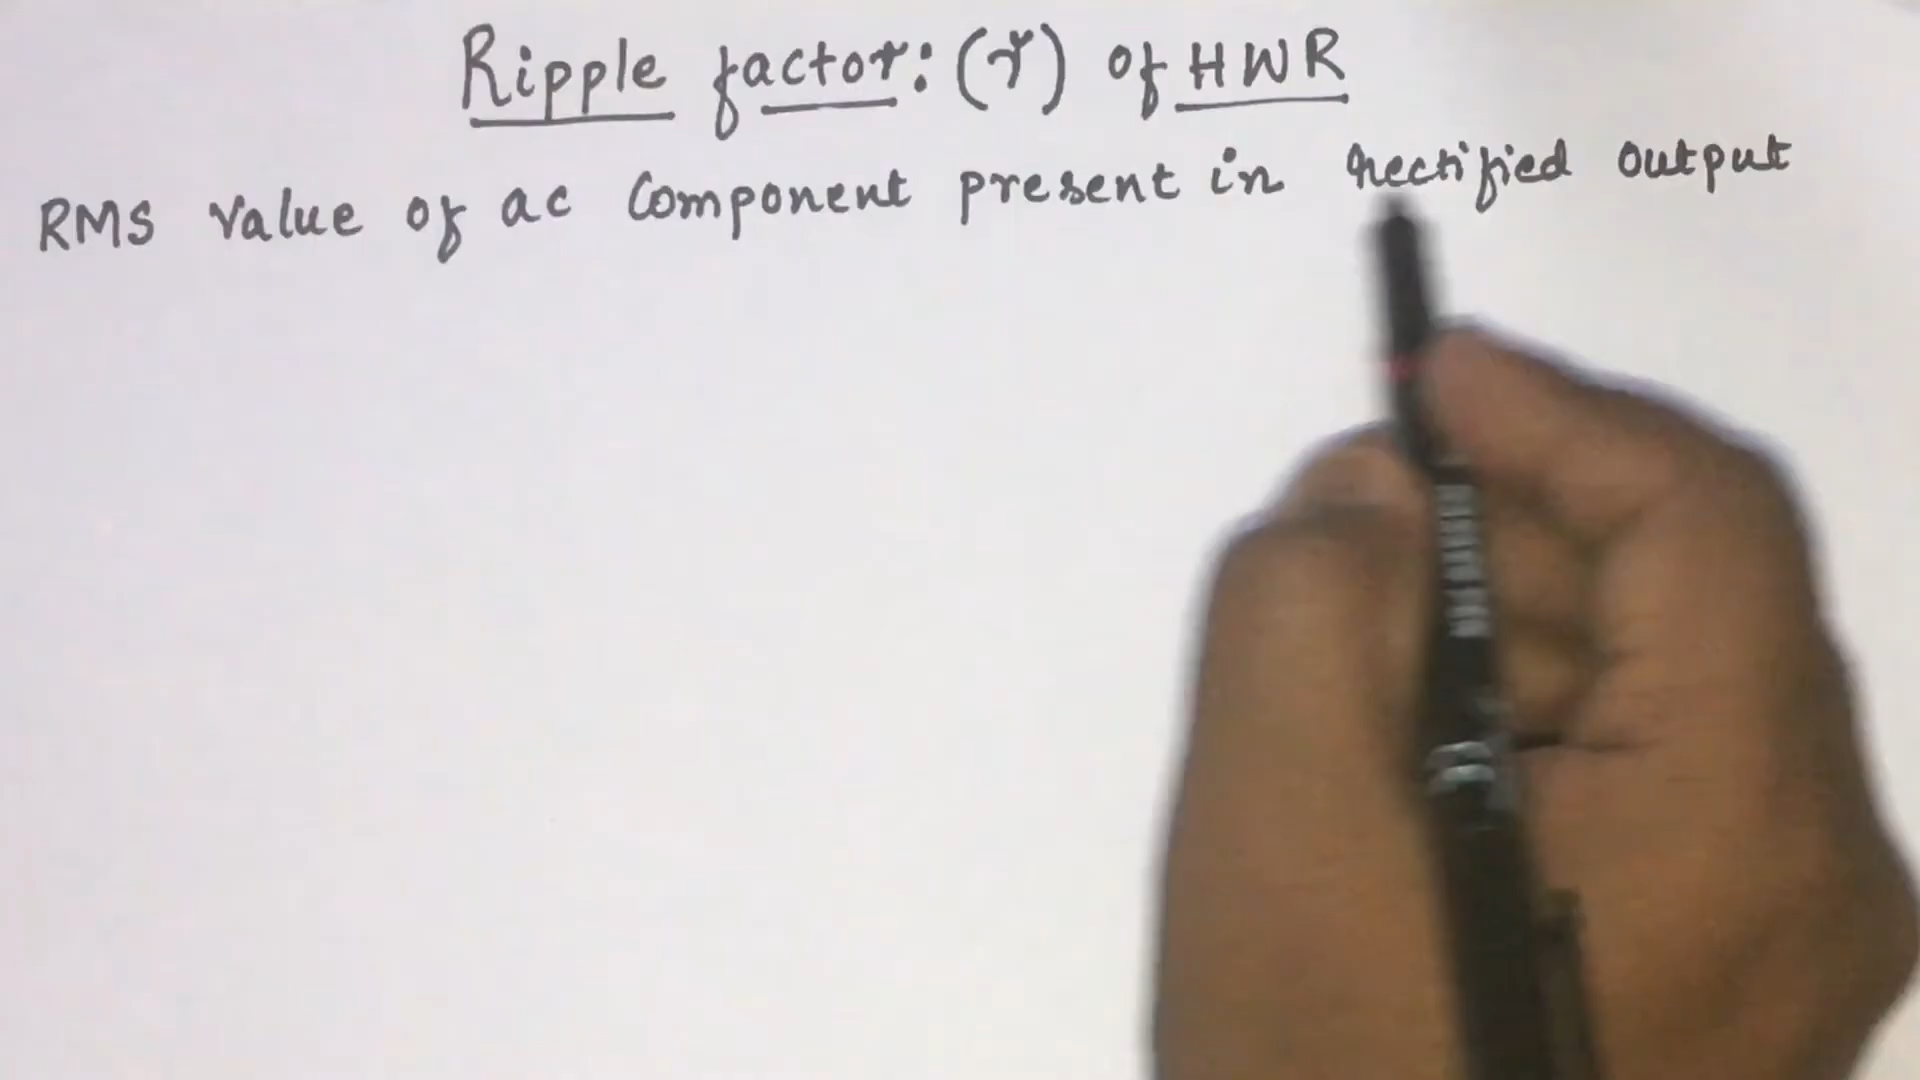 Ripple factor: (r) of HWR
RMS value of ac component present in rectified output